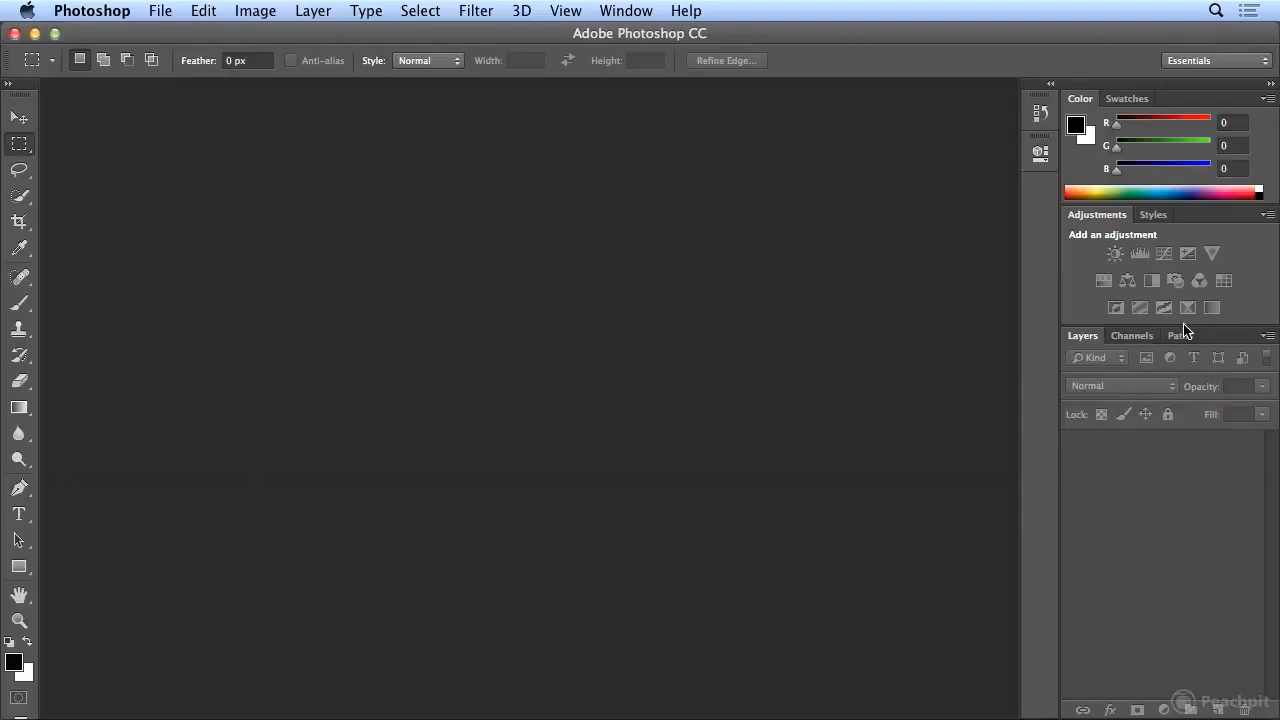 Photoshop File Edit Image Layer Type Select Filter 3D View Window Help
Adobe Photoshop CC
Feather: 0 px Anti-alias Style: Normal Width: Height: Refine Edge... Essentials
Color Swatches
R 0
G 0
B 0
Adjustments Styles
Add an adjustment
Layers Channels
Kind
Normal Opacity:
Lock: Fill:
Peachpit